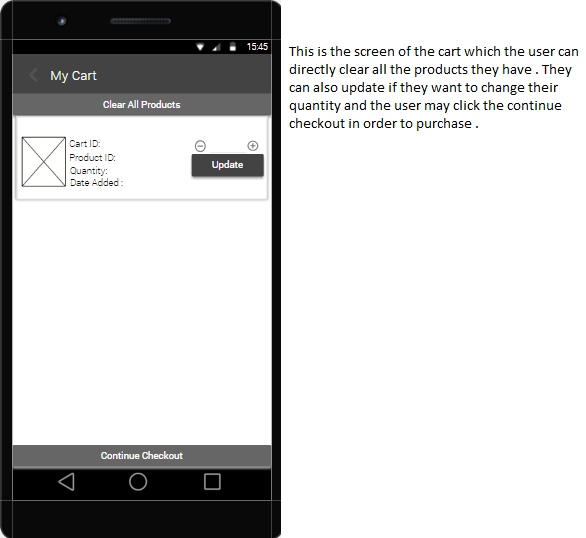 15:45
My Cart
Clear All Products
Cart ID:
Product ID:
Quantity:
Date Added :
Update
Continue Checkout
This is the screen of the cart which the user can
directly clear all the products they have . They
can also update if they want to change their
quantity and the user may click the continue
checkout in order to purchase .